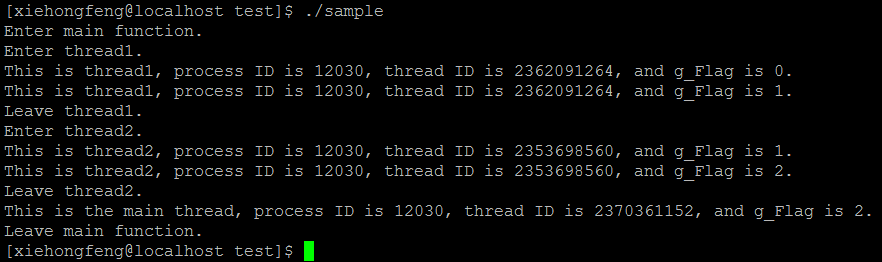 [xiehongfeng@localhost test]$ ./sample
Enter main function.
Enter thread1.
This is thread1, process ID is 12030, thread ID is 2362091264, and g_Flag is 0.
This is thread1, process ID is 12030, thread ID is 2362091264, and g_Flag is 1.
Leave thread1.
Enter thread2.
This is thread2, process ID is 12030, thread ID is 2353698560, and g_Flag is 1.
This is thread2, process ID is 12030, thread ID is 2353698560, and g_Flag is 2.
Leave thread2.
This is the main thread, process ID is 12030, thread ID is 2370361152, and g_Flag is 2.
Leave main function.
[xiehongfeng@localhost test]$